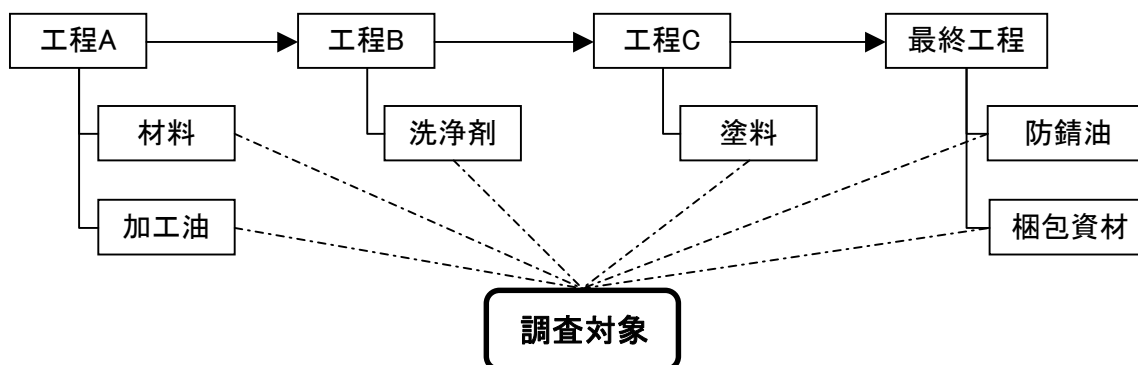 工程A
工程B
工程C
最終工程
材料
洗浄剤
塗料
防錆油
加工油
梱包資材
調査対象